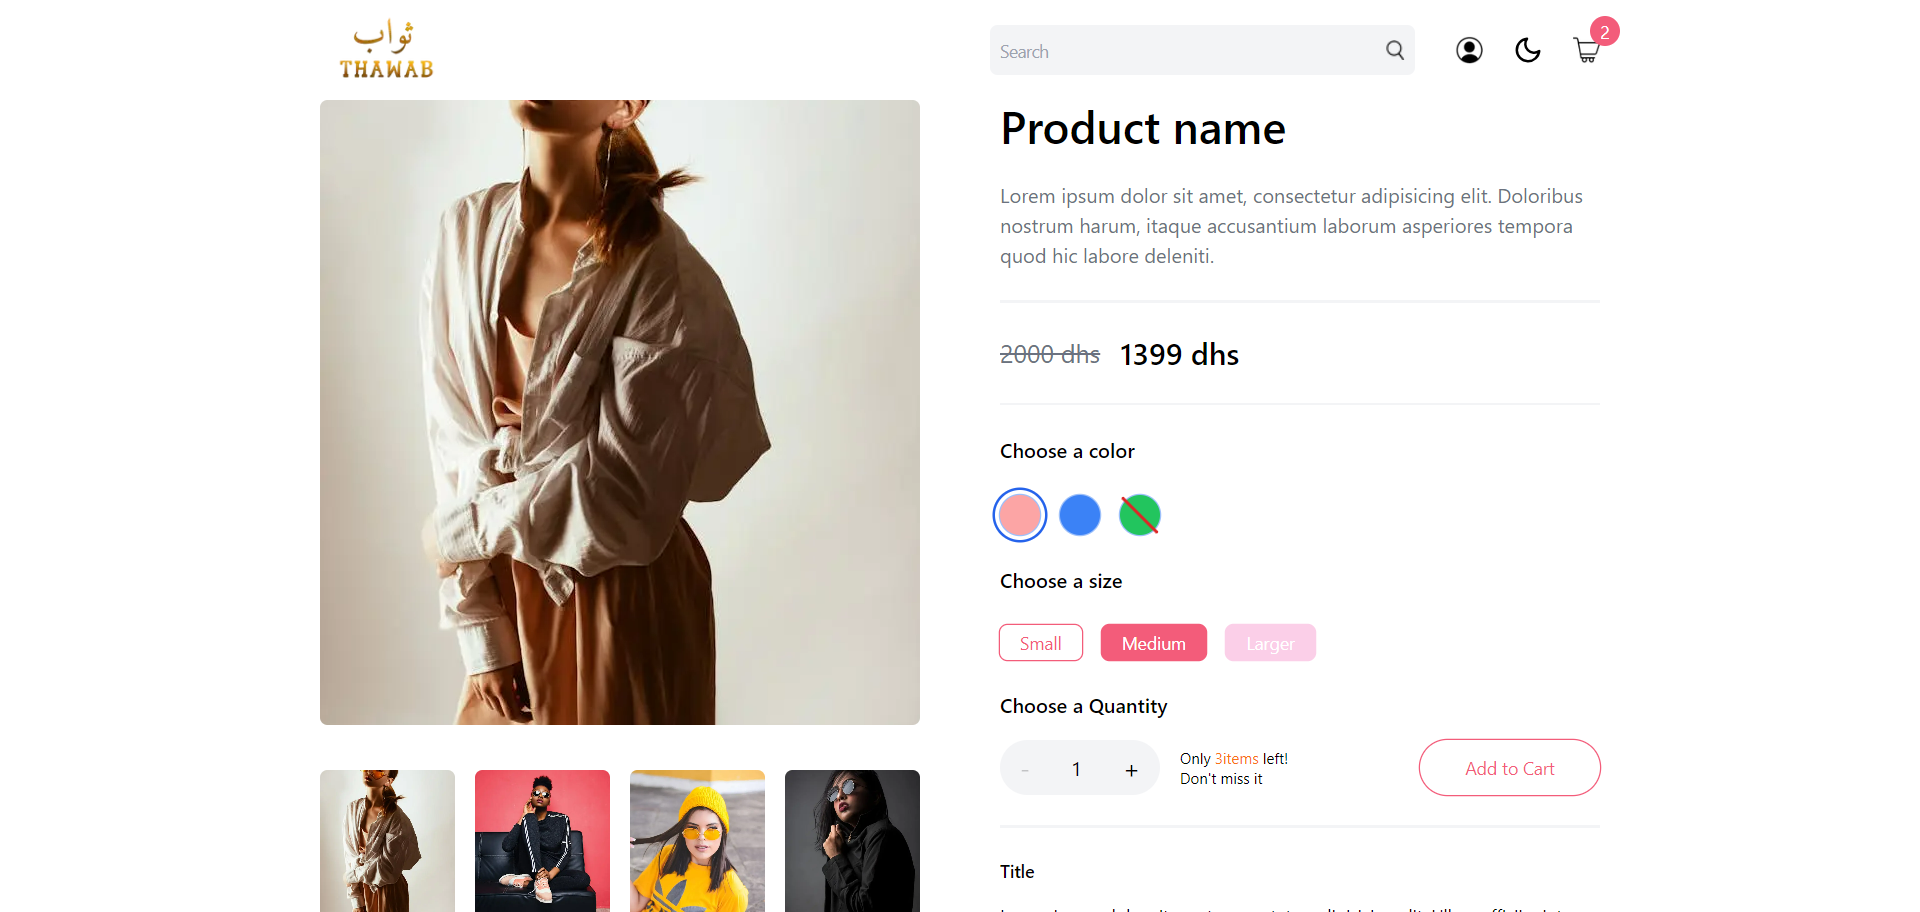 ثواب
THAWAB
Search
2
Product name
Lorem ipsum dolor sit amet, consectetur adipisicing elit. Doloribus
nostrum harum, itaque accusantium laborum asperiores tempora
quod hic labore deleniti.
2000 dhs 1399 dhs
Choose a color
Choose a size
Small Medium Larger
Choose a Quantity
- 1 +
Only 3items left!
Don't miss it
Add to Cart
Title